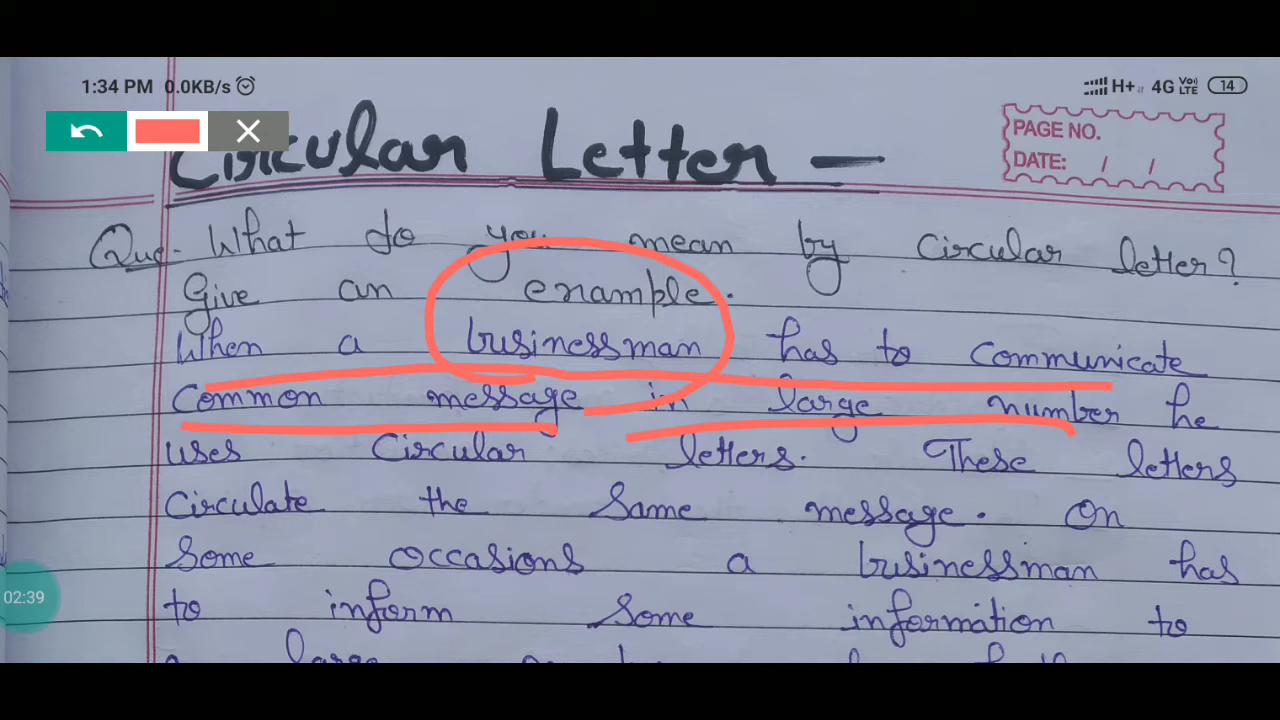 1:34 PM 0.0KB/s
H+ 4G VoLTE 14
PAGE NO.
DATE: / /
Circular Letter —
Que. What do you mean by Circular letter?
Give an example.
When a businessman has to Communicate
Common message in large number he
uses Circular letters. These letters
Circulate the Same message. On
Some occasions a businessman has
02:39
to inform Some information to
a large